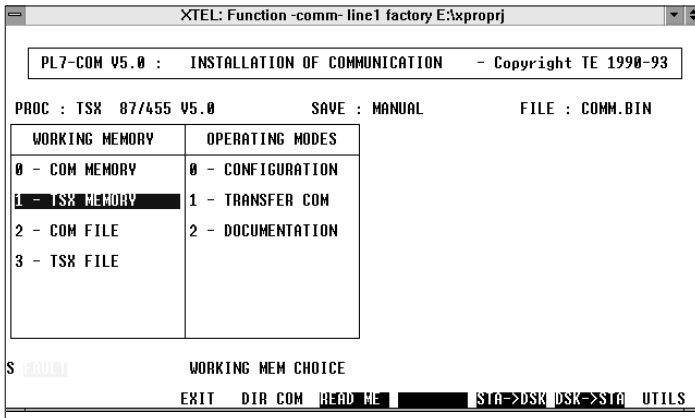 XTEL: Function -comm- line1 factory E:\xproprj
PL7-COM V5.0 : INSTALLATION OF COMMUNICATION - Copyright TE 1990-93
PROC : TSX 87/455 V5.0 SAVE : MANUAL FILE : COMM.BIN
WORKING MEMORY OPERATING MODES
0 - COM MEMORY 0 - CONFIGURATION
1 - TSX MEMORY 1 - TRANSFER COM
2 - COM FILE 2 - DOCUMENTATION
3 - TSX FILE
S FAULT WORKING MEM CHOICE
EXIT DIR COM READ ME STA->DSK DSK->STA UTILS